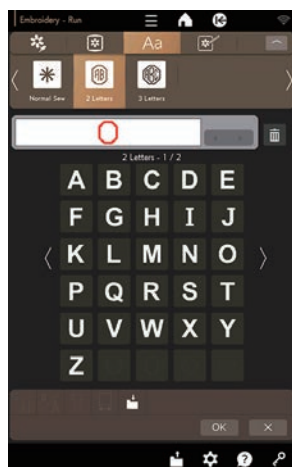 Embroidery - Run
Aa
Normal Sew 2 Letters 3 Letters
2 Letters - 1 / 2
A B C D E
F G H I J
K L M N O
P Q R S T
U V W X Y
Z
OK